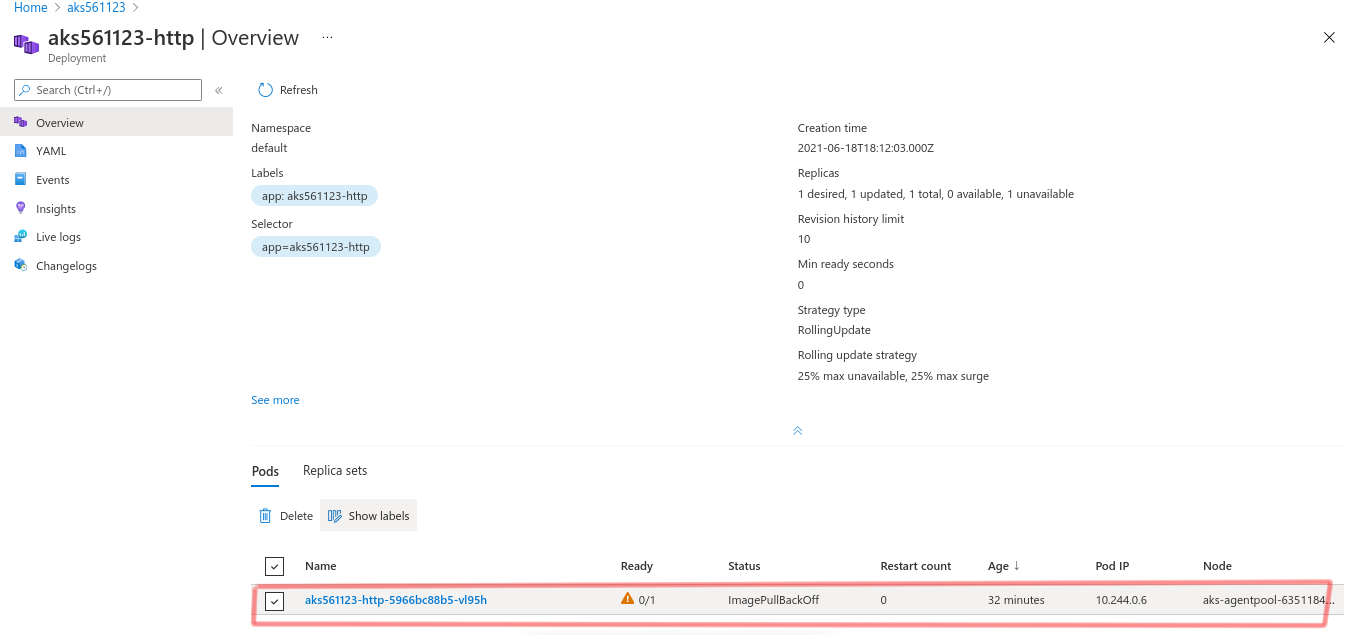 Home > aks561123 >
aks561123-http | Overview ...
Deployment
Search (Ctrl+/) «
Refresh
Overview
YAML
Events
Insights
Live logs
Changelogs
Namespace
default
Labels
app: aks561123-http
Selector
app=aks561123-http
See more
Creation time
2021-06-18T18:12:03.000Z
Replicas
1 desired, 1 updated, 1 total, 0 available, 1 unavailable
Revision history limit
10
Min ready seconds
0
Strategy type
RollingUpdate
Rolling update strategy
25% max unavailable, 25% max surge
Pods Replica sets
Delete Show labels
Name Ready Status Restart count Age ↓ Pod IP Node
aks561123-http-5966bc88b5-vl95h 0/1 ImagePullBackOff 0 32 minutes 10.244.0.6 aks-agentpool-6351184...